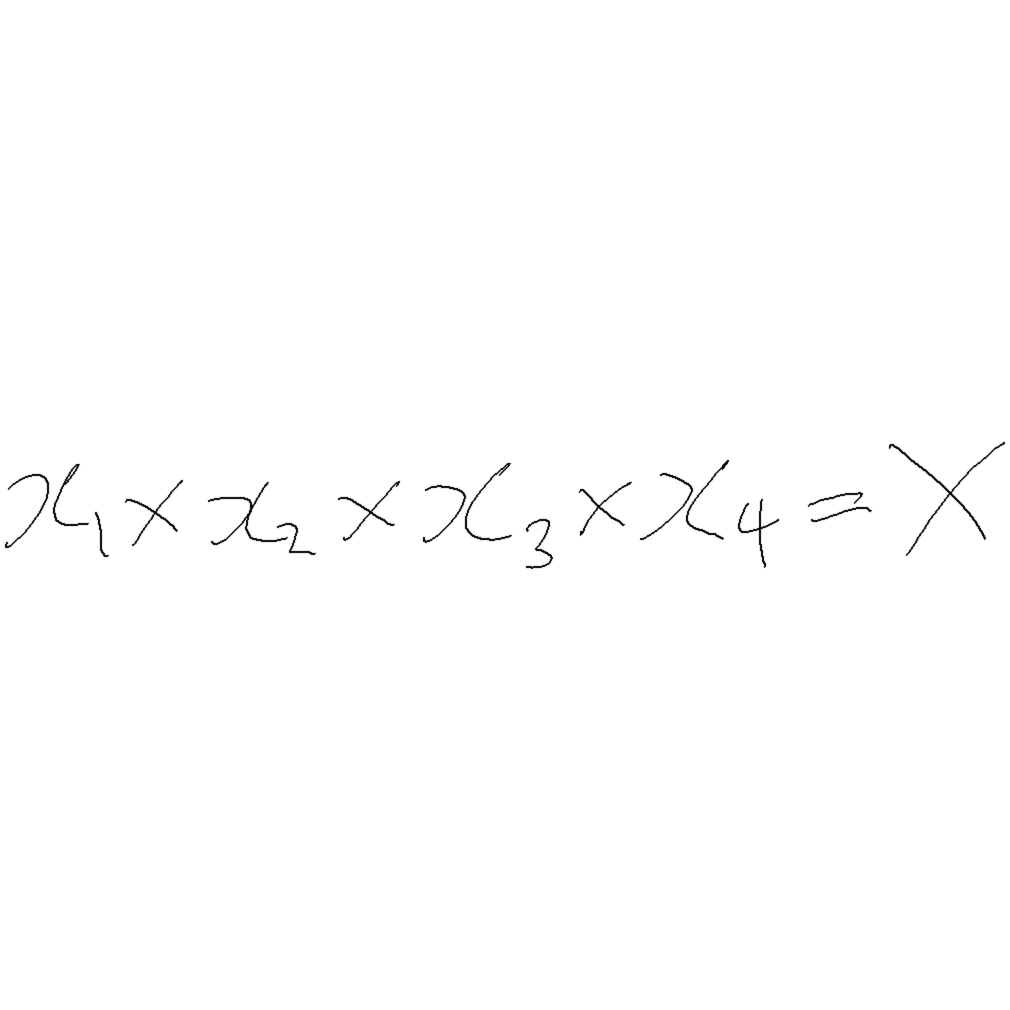 x₁ × x₂ × x₃ × x₄ = X